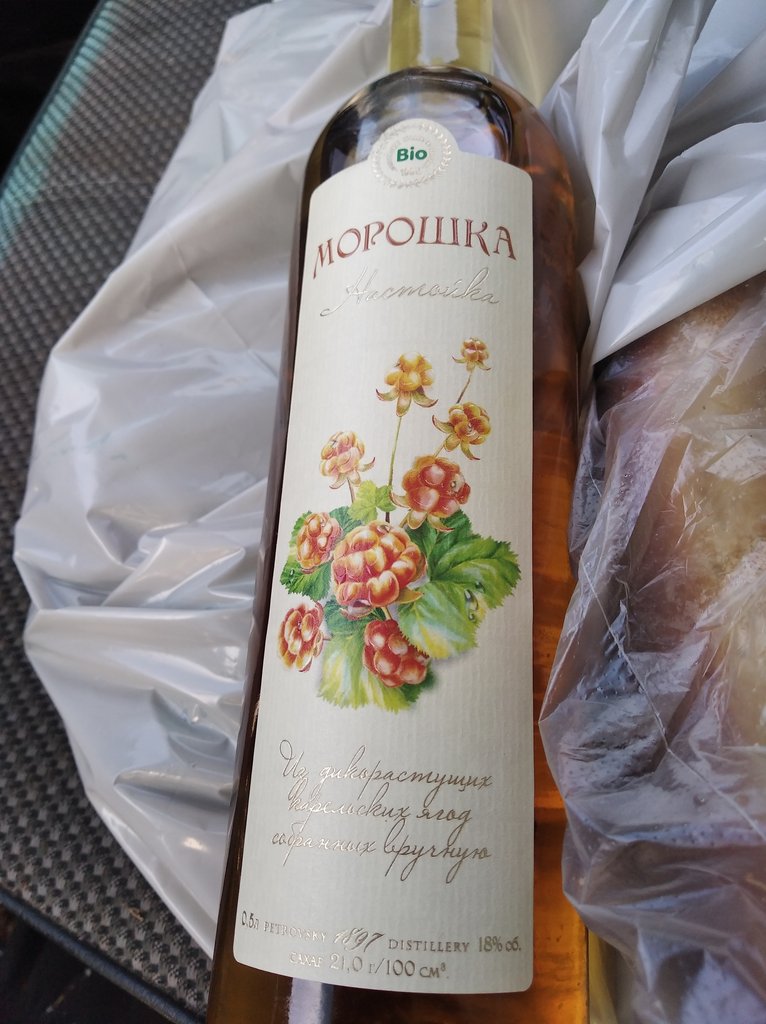 Bio
МОРОШКА
Настойка
Из дикорастущих
карельских ягод
собранных вручную
0,5л PETROVSKY 1897 DISTILLERY 18% об.
САХАР 21,0 г/100 см³.